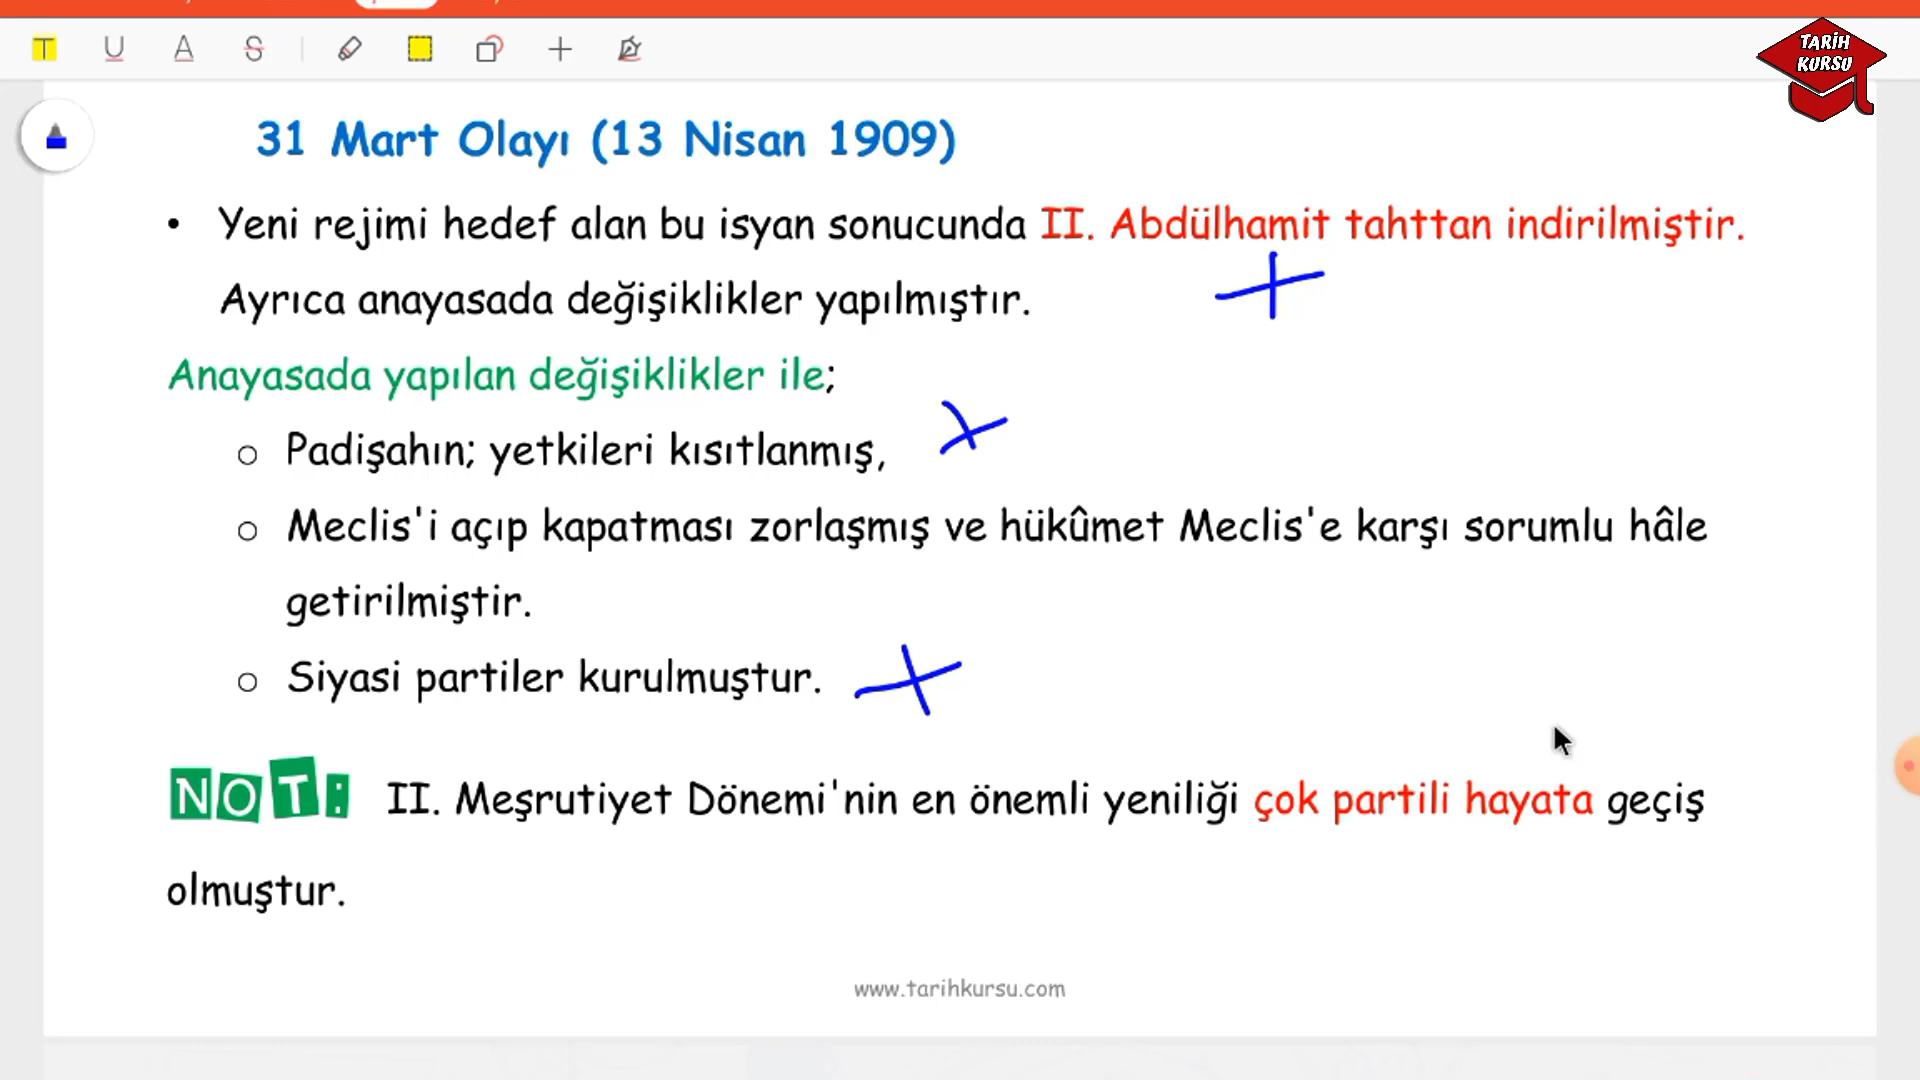 TARİH
KURSU
31 Mart Olayı (13 Nisan 1909)
• Yeni rejimi hedef alan bu isyan sonucunda II. Abdülhamit tahttan indirilmiştir.
Ayrıca anayasada değişiklikler yapılmıştır.
Anayasada yapılan değişiklikler ile;
o Padişahın; yetkileri kısıtlanmış,
o Meclis'i açıp kapatması zorlaşmış ve hükûmet Meclis'e karşı sorumlu hâle
getirilmiştir.
o Siyasi partiler kurulmuştur.
NOT: II. Meşrutiyet Dönemi'nin en önemli yeniliği çok partili hayata geçiş
olmuştur.
www.tarihkursu.com